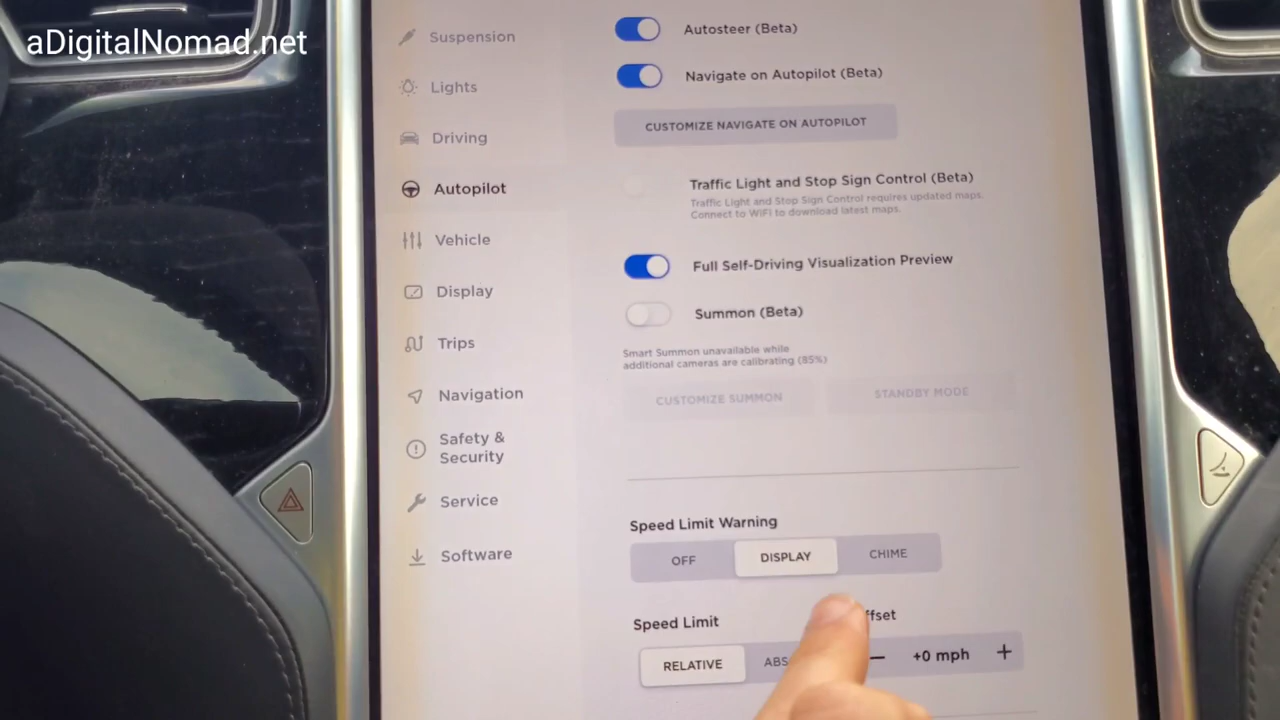 aDigitalNomad.net
Suspension
Lights
Driving
Autopilot
Vehicle
Display
Trips
Navigation
Safety &
Security
Service
Software
Autosteer (Beta)
Navigate on Autopilot (Beta)
CUSTOMIZE NAVIGATE ON AUTOPILOT
Traffic Light and Stop Sign Control (Beta)
Traffic Light and Stop Sign Control requires updated maps.
Connect to WiFi to download latest maps.
Full Self-Driving Visualization Preview
Summon (Beta)
Smart Summon unavailable while
additional cameras are calibrating (85%)
CUSTOMIZE SUMMON STANDBY MODE
Speed Limit Warning
OFF DISPLAY CHIME
Speed Limit ffset
RELATIVE ABS − +0 mph +